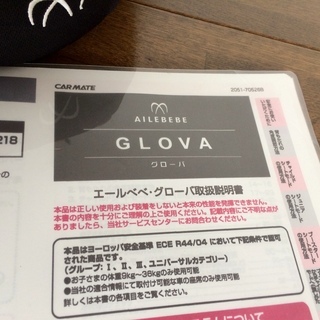 CARMATE
2051-7052BB
AILEBEBE
GLOVA
グローバ
エールベベ・グローバ取扱説明書
本品は正しい使用および装着をしないと本来の性能を発揮できません。
本書の内容を十分にご理解の上ご使用ください。記載内容にご不明な点が
ありましたら、当社サービスセンターにお問合わせください。
本品はヨーロッパ安全基準 ECE R44/04 において下記条件で認可
された商品です。
(グループ:Ⅰ、Ⅱ、Ⅲ、ユニバーサルカテゴリー)
●お子さまの体重9kg〜36kgのみ使用可能
●当社の適合情報にて取付け可能な車の座席のみ使用可能
詳しくは本書の各項目をご覧ください。
218